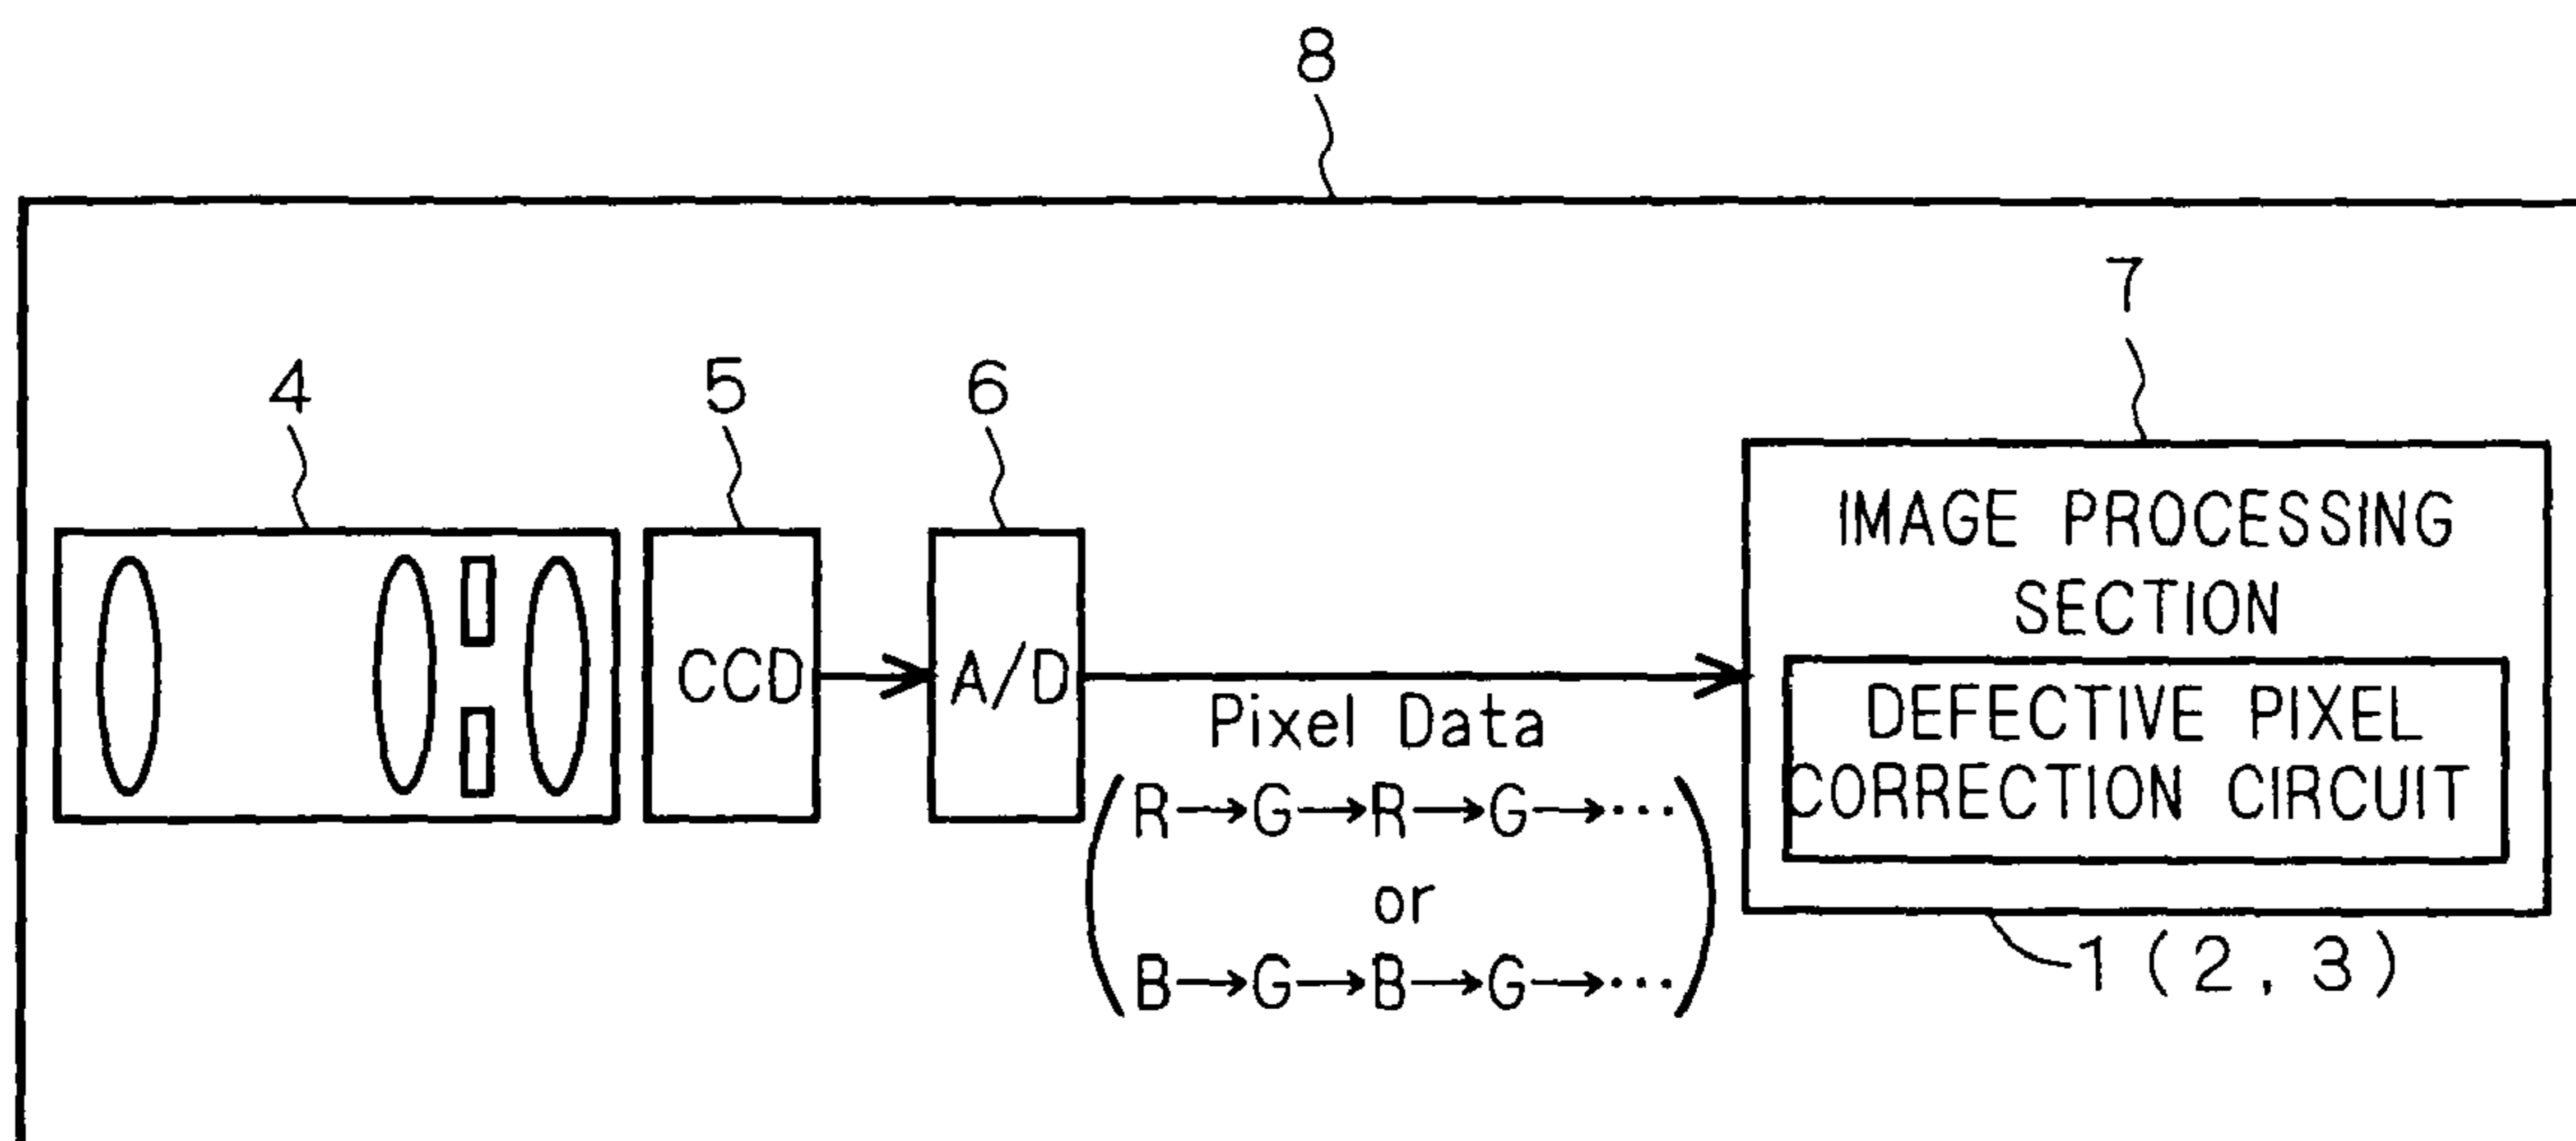 8
7
4
5
6
IMAGE PROCESSING
SECTION
CCD
A/D
DEFECTIVE PIXEL
CORRECTION CIRCUIT
Pixel Data
(R→G→R→G→···
or
B→G→B→G→···)
1(2,3)